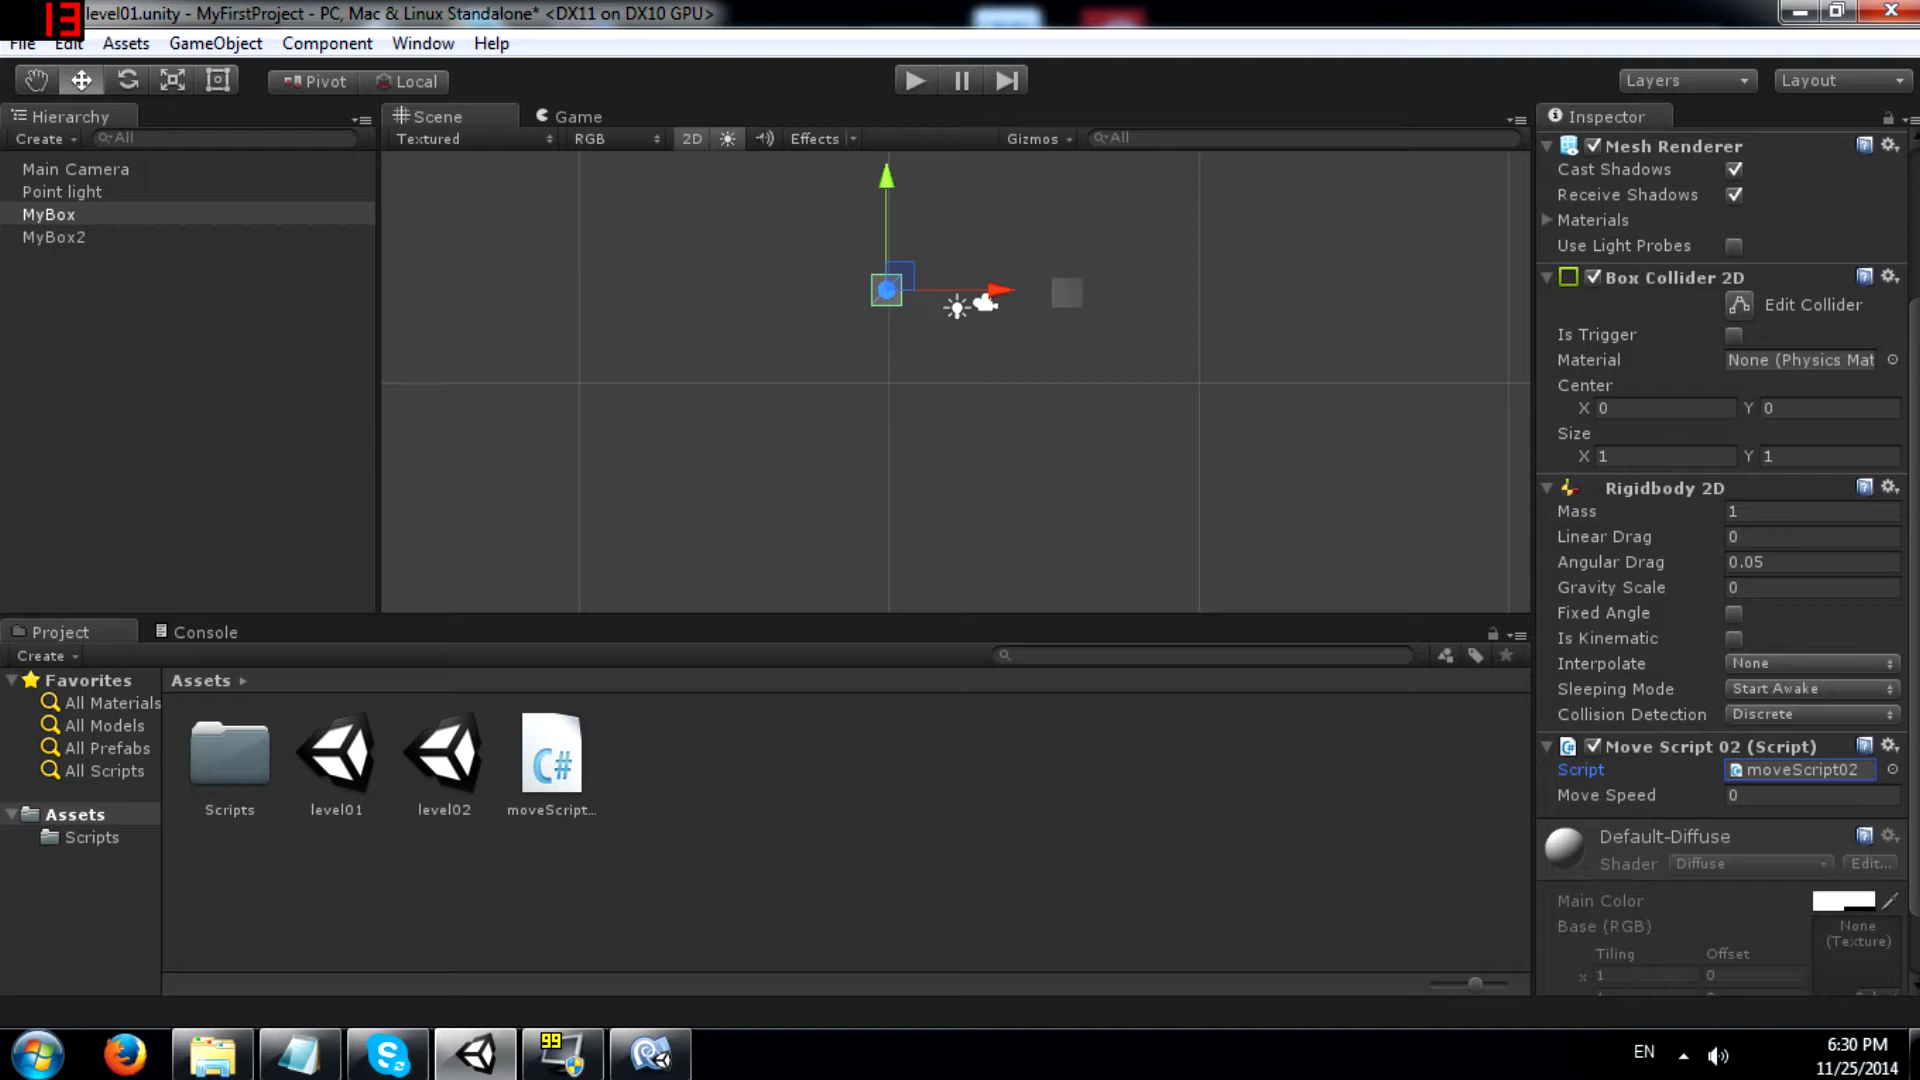 13
level01.unity - MyFirstProject - PC, Mac & Linux Standalone* <DX11 on DX10 GPU>
File Edit Assets GameObject Component Window Help
Pivot Local Layers Layout
Hierarchy
Create All
Main Camera
Point light
MyBox
MyBox2
Scene Game
Textured RGB 2D Effects Gizmos All
Inspector
Mesh Renderer
Cast Shadows
Receive Shadows
Materials
Use Light Probes
Box Collider 2D
Edit Collider
Is Trigger
Material None (Physics Mat
Center
X 0 Y 0
Size
X 1 Y 1
Rigidbody 2D
Mass 1
Linear Drag 0
Angular Drag 0.05
Gravity Scale 0
Fixed Angle
Is Kinematic
Interpolate None
Sleeping Mode Start Awake
Collision Detection Discrete
Move Script 02 (Script)
Script moveScript02
Move Speed 0
Default-Diffuse
Shader Diffuse Edit...
Main Color
Base (RGB) None
(Texture)
Tiling Offset
x 1 0
Project Console
Create
Favorites
All Materials
All Models
All Prefabs
All Scripts
Assets
Scripts
Assets
C#
Scripts level01 level02 moveScript...
99
EN
6:30 PM
11/25/2014